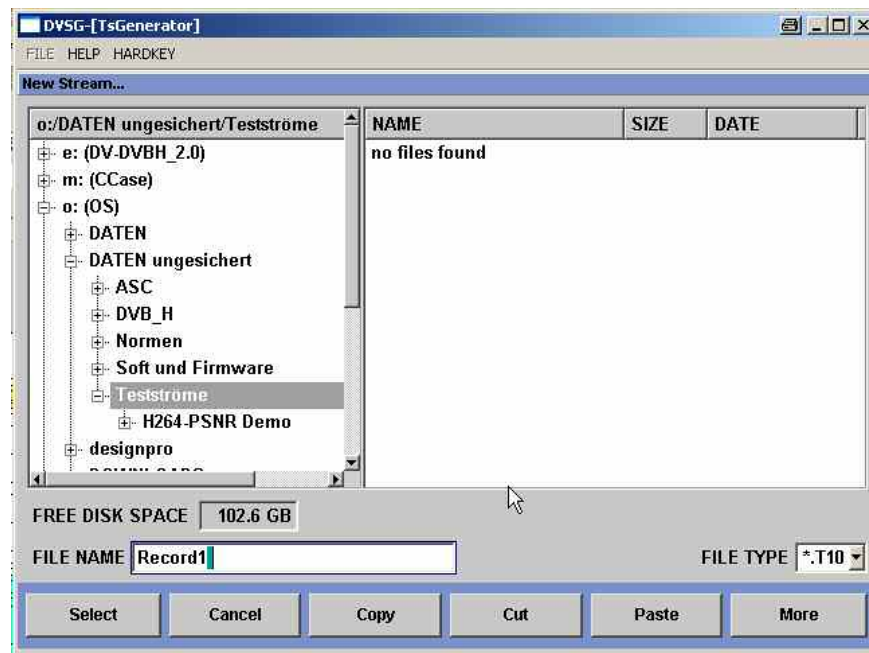 DVSG-[TsGenerator]
FILE HELP HARDKEY
New Stream...
o:/DATEN ungesichert/Testströme
NAME SIZE DATE
e: (DV-DVBH_2.0)
no files found
m: (CCase)
o: (OS)
DATEN
DATEN ungesichert
ASC
DVB_H
Normen
Soft und Firmware
Testströme
H264-PSNR Demo
designpro
FREE DISK SPACE 102.6 GB
FILE NAME Record1
FILE TYPE *.T10
Select Cancel Copy Cut Paste More